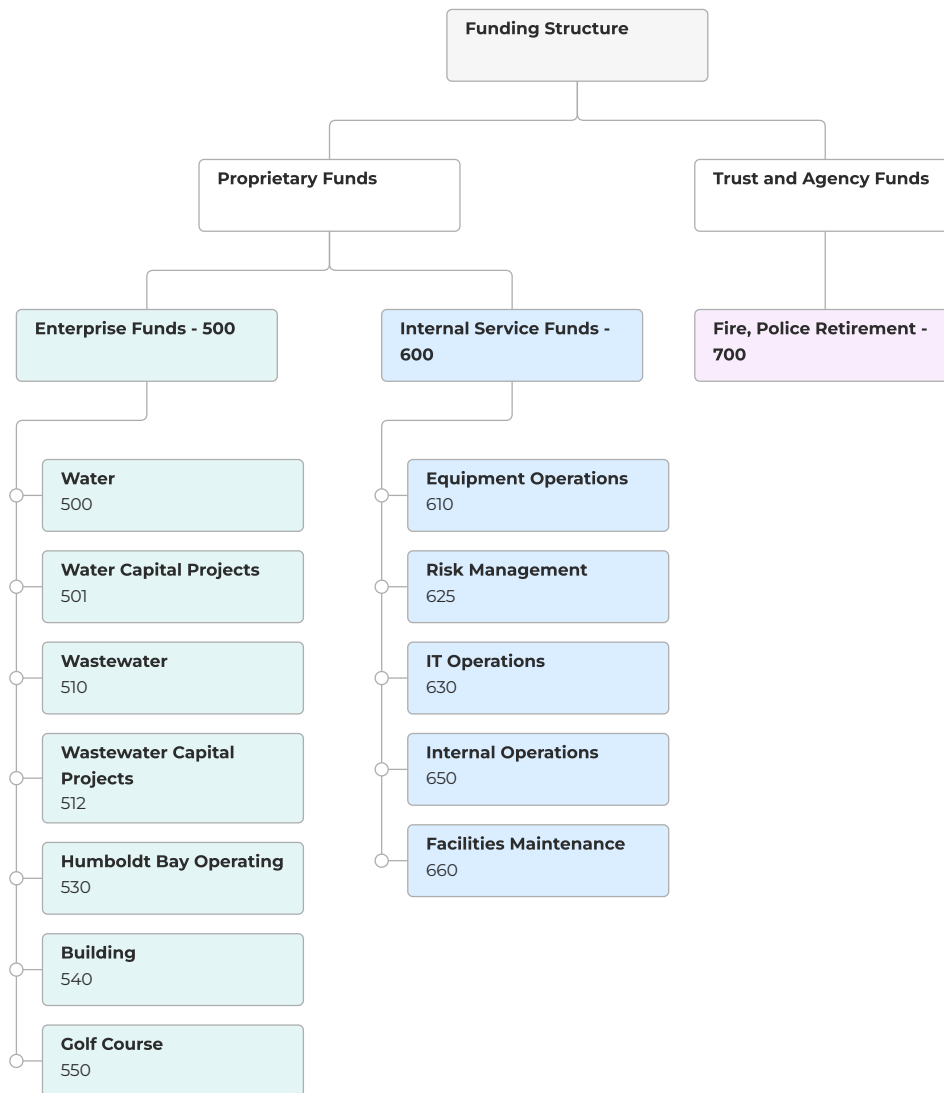 Funding Structure
Proprietary Funds
Trust and Agency Funds
Enterprise Funds - 500
Internal Service Funds -
600
Fire, Police Retirement -
700
Water
500
Water Capital Projects
501
Wastewater
510
Wastewater Capital
Projects
512
Humboldt Bay Operating
530
Building
540
Golf Course
550
Equipment Operations
610
Risk Management
625
IT Operations
630
Internal Operations
650
Facilities Maintenance
660